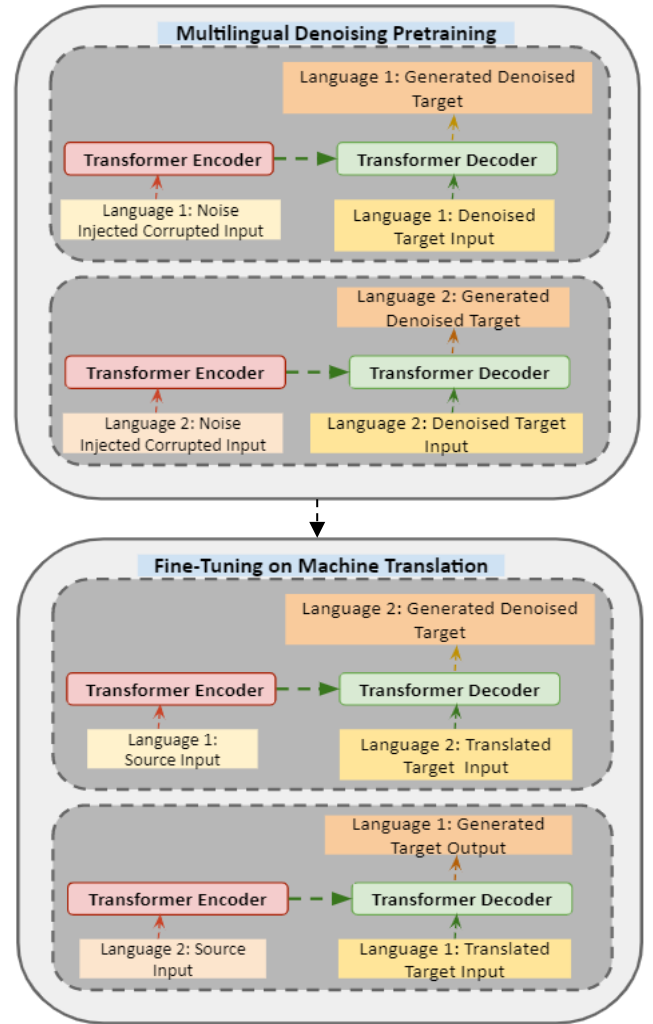 Multilingual Denoising Pretraining
Language 1: Generated Denoised
Target
Transformer Encoder
Transformer Decoder
Language 1: Noise
Injected Corrupted Input
Language 1: Denoised
Target Input
Language 2: Generated
Denoised Target
Transformer Encoder
Transformer Decoder
Language 2: Noise
Injected Corrupted Input
Language 2: Denoised Target
Input
Fine-Tuning on Machine Translation
Language 2: Generated Denoised
Target
Transformer Encoder
Transformer Decoder
Language 1:
Source Input
Language 2: Translated
Target Input
Language 1: Generated
Target Output
Transformer Encoder
Transformer Decoder
Language 2: Source
Input
Language 1: Translated
Target Input